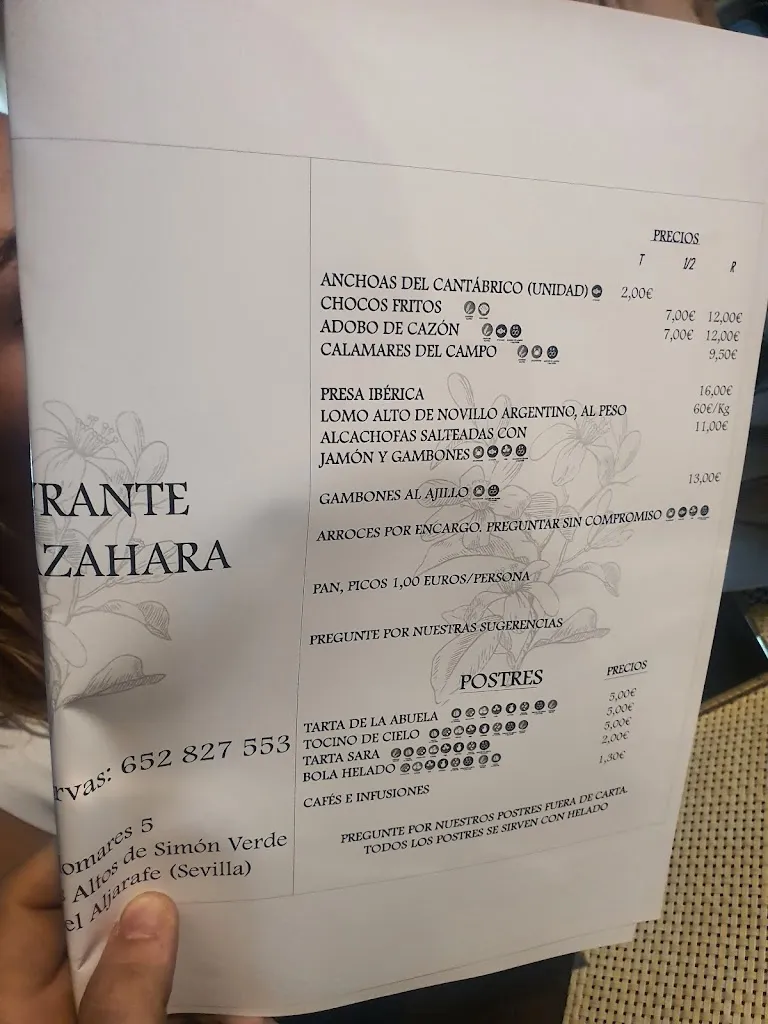 RANTE
ZAHARA
rvas: 652 827 553
omares 5
Altos de Simón Verde
el Aljarafe (Sevilla)
PRECIOS
T 1/2 R
ANCHOAS DEL CANTÁBRICO (UNIDAD) 2,00€
CHOCOS FRITOS 7,00€ 12,00€
ADOBO DE CAZÓN 7,00€ 12,00€
CALAMARES DEL CAMPO 9,50€
PRESA IBÉRICA 16,00€
LOMO ALTO DE NOVILLO ARGENTINO, AL PESO 60€/Kg
ALCACHOFAS SALTEADAS CON 11,00€
JAMÓN Y GAMBONES
GAMBONES AL AJILLO 13,00€
ARROCES POR ENCARGO. PREGUNTAR SIN COMPROMISO
PAN, PICOS 1,00 EUROS/PERSONA
PREGUNTE POR NUESTRAS SUGERENCIAS
POSTRES PRECIOS
TARTA DE LA ABUELA 5,00€
TOCINO DE CIELO 5,00€
TARTA SARA 5,00€
BOLA HELADO 2,00€
CAFÉS E INFUSIONES 1,30€
PREGUNTE POR NUESTROS POSTRES FUERA DE CARTA.
TODOS LOS POSTRES SE SIRVEN CON HELADO